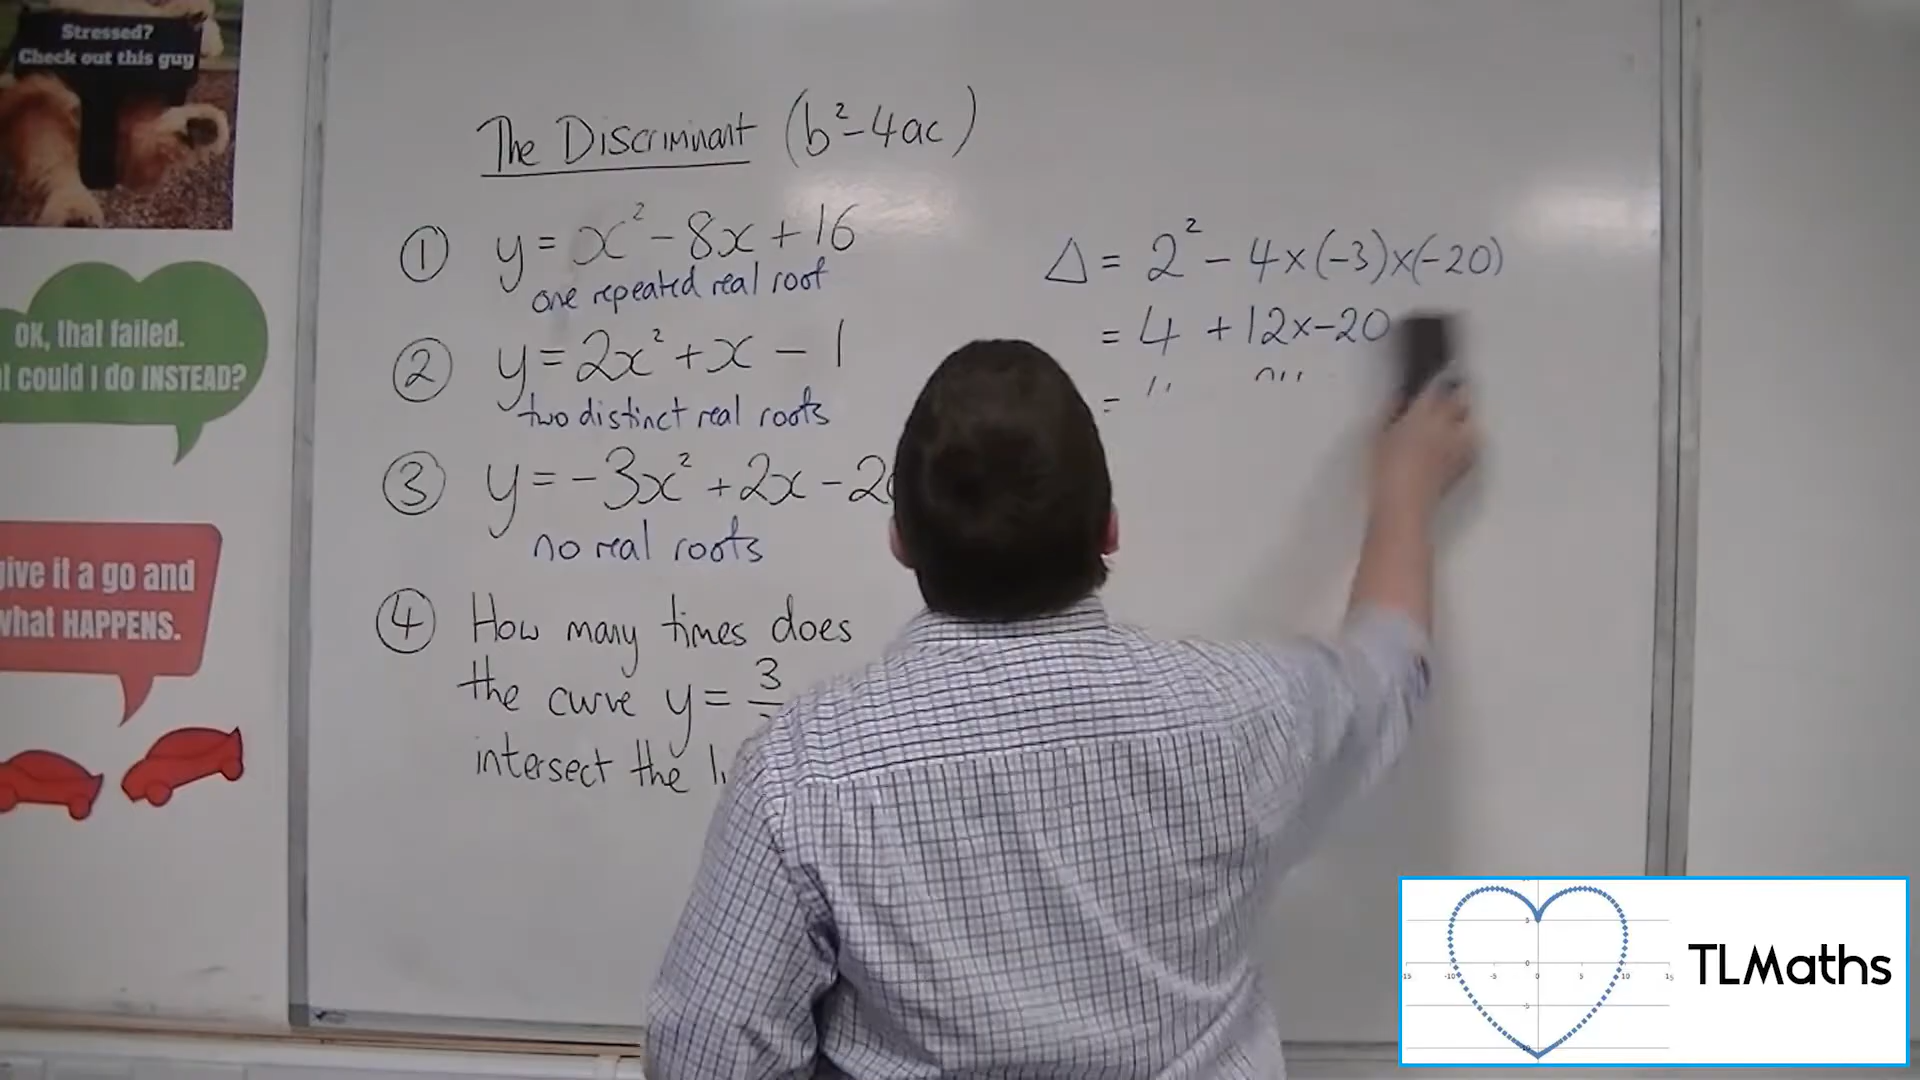 Stressed?
Check out this guy
OK, that failed.
I could I do INSTEAD?
give it a go and
what HAPPENS.
The Discriminant (b²-4ac)
① y = x² - 8x + 16
one repeated real root
② y = 2x² + x - 1
two distinct real roots
③ y = -3x² + 2x - 20
no real roots
④ How many times does
the curve y = 3
intersect the
Δ = 2² - 4×(-3)×(-20)
= 4 + 12×-20
=
TLMaths